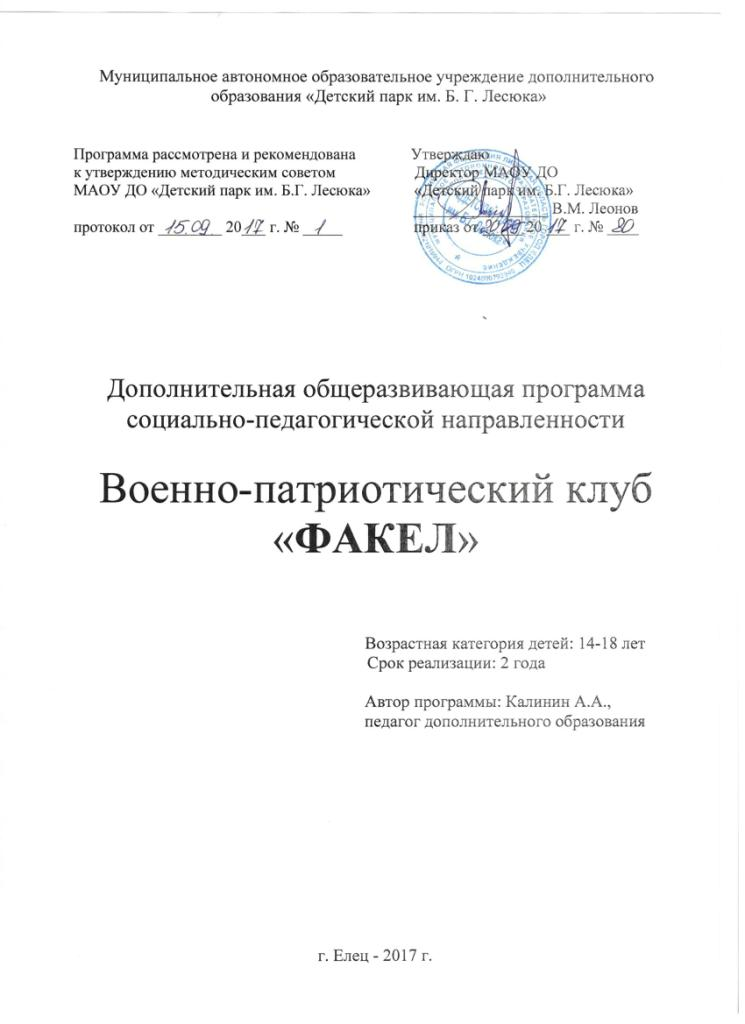 Муниципальное автономное образовательное учреждение дополнительного
образования «Детский парк им. Б. Г. Лесюка»
Программа рассмотрена и рекомендована
к утверждению методическим советом
МАОУ ДО «Детский парк им. Б.Г. Лесюка»
протокол от 15.09 2017 г. № 1
Утверждаю
Директор МАОУ ДО
«Детский парк им. Б.Г. Лесюка»
В.М. Леонов
приказ от 20.09 2017 г. № 80
Дополнительная общеразвивающая программа
социально-педагогической направленности
Военно-патриотический клуб
«ФАКЕЛ»
Возрастная категория детей: 14-18 лет
Срок реализации: 2 года
Автор программы: Калинин А.А.,
педагог дополнительного образования
г. Елец - 2017 г.